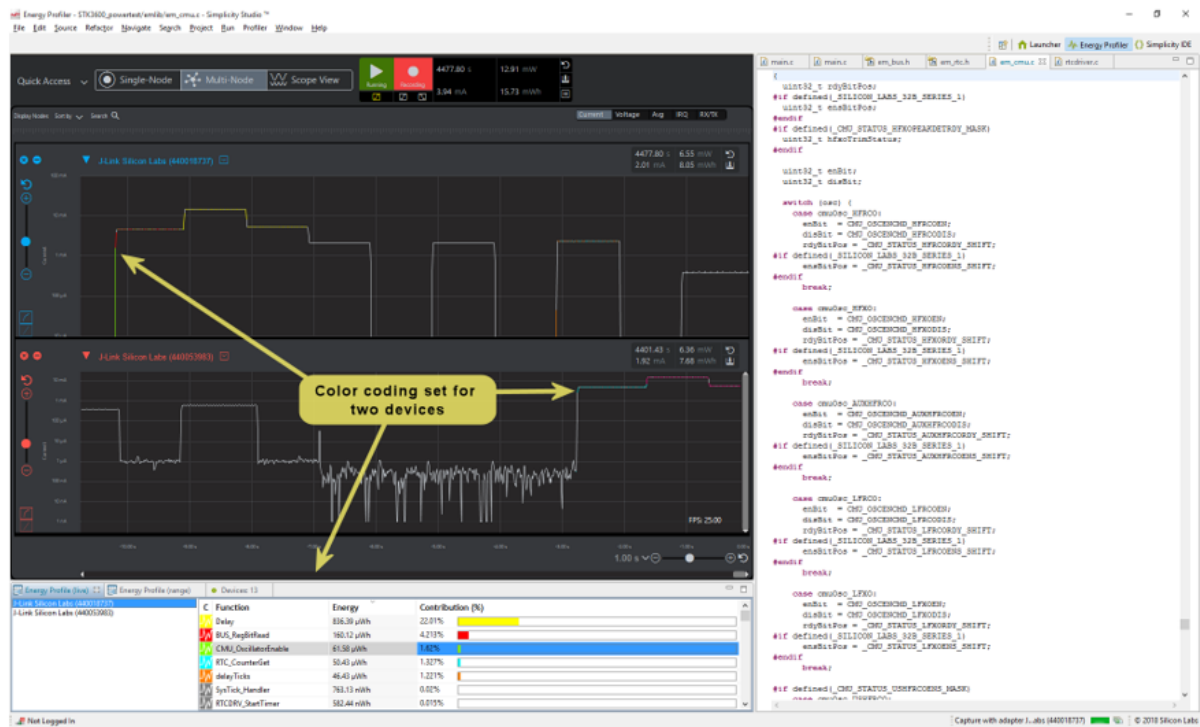 Energy Profiler - STK3600_powertest/emlib/em_cmu.c - Simplicity Studio ™
File Edit Source Refactor Navigate Search Project Run Profiler Window Help
Launcher Energy Profiler Simplicity IDE
Quick Access Single-Node Multi-Node Scope View
Running Recording
4477.80 s 12.91 mW
3.94 mA 15.73 mWh
Display Nodes Sort by Search
Current Voltage Avg IRQ RX/TX
J-Link Silicon Labs (440018737)
4477.80 s 6.55 mW
2.01 mA 8.05 mWh
J-Link Silicon Labs (440053983)
4401.43 s 6.36 mW
1.92 mA 7.68 mWh
Color coding set for
two devices
FPS: 25.00
1.00 s
Energy Profile (live) Energy Profile (range) Devices: 13
J-Link Silicon Labs (440018737)
J-Link Silicon Labs (440053983)
C Function Energy Contribution (%)
Delay 836.39 µWh 22.01%
BUS_RegBitRead 160.12 µWh 4.213%
CMU_OscillatorEnable 61.58 µWh 1.62%
RTC_CounterGet 50.43 µWh 1.327%
delayTicks 46.43 µWh 1.221%
SysTick_Handler 763.13 nWh 0.02%
RTCDRV_StartTimer 582.44 nWh 0.015%
main.c main.c em_bus.h em_rtc.h em_cmu.c rtcdriver.c
{
uint32_t rdyBitPos;
#if defined(_SILICON_LABS_32B_SERIES_1)
uint32_t ensBitPos;
#endif
#if defined(_CMU_STATUS_HFXOPEAKDETRDY_MASK)
uint32_t hfxoTrimStatus;
#endif
uint32_t enBit;
uint32_t disBit;
switch (osc) {
case cmuOsc_HFRCO:
enBit = CMU_OSCENCMD_HFRCOEN;
disBit = CMU_OSCENCMD_HFRCODIS;
rdyBitPos = _CMU_STATUS_HFRCORDY_SHIFT;
#if defined(_SILICON_LABS_32B_SERIES_1)
ensBitPos = _CMU_STATUS_HFRCOENS_SHIFT;
#endif
break;
case cmuOsc_HFXO:
enBit = CMU_OSCENCMD_HFXOEN;
disBit = CMU_OSCENCMD_HFXODIS;
rdyBitPos = _CMU_STATUS_HFXORDY_SHIFT;
#if defined(_SILICON_LABS_32B_SERIES_1)
ensBitPos = _CMU_STATUS_HFXOENS_SHIFT;
#endif
break;
case cmuOsc_AUXHFRCO:
enBit = CMU_OSCENCMD_AUXHFRCOEN;
disBit = CMU_OSCENCMD_AUXHFRCODIS;
rdyBitPos = _CMU_STATUS_AUXHFRCORDY_SHIFT;
#if defined(_SILICON_LABS_32B_SERIES_1)
ensBitPos = _CMU_STATUS_AUXHFRCOENS_SHIFT;
#endif
break;
case cmuOsc_LFRCO:
enBit = CMU_OSCENCMD_LFRCOEN;
disBit = CMU_OSCENCMD_LFRCODIS;
rdyBitPos = _CMU_STATUS_LFRCORDY_SHIFT;
#if defined(_SILICON_LABS_32B_SERIES_1)
ensBitPos = _CMU_STATUS_LFRCOENS_SHIFT;
#endif
break;
case cmuOsc_LFXO:
enBit = CMU_OSCENCMD_LFXOEN;
disBit = CMU_OSCENCMD_LFXODIS;
rdyBitPos = _CMU_STATUS_LFXORDY_SHIFT;
#if defined(_SILICON_LABS_32B_SERIES_1)
ensBitPos = _CMU_STATUS_LFXOENS_SHIFT;
#endif
break;
#if defined(_CMU_STATUS_USHFRCOENS_MASK)
case cmuOsc_USHFRCO:
Not Logged In
Capture with adapter J...abs (440018737) © 2018 Silicon Labs